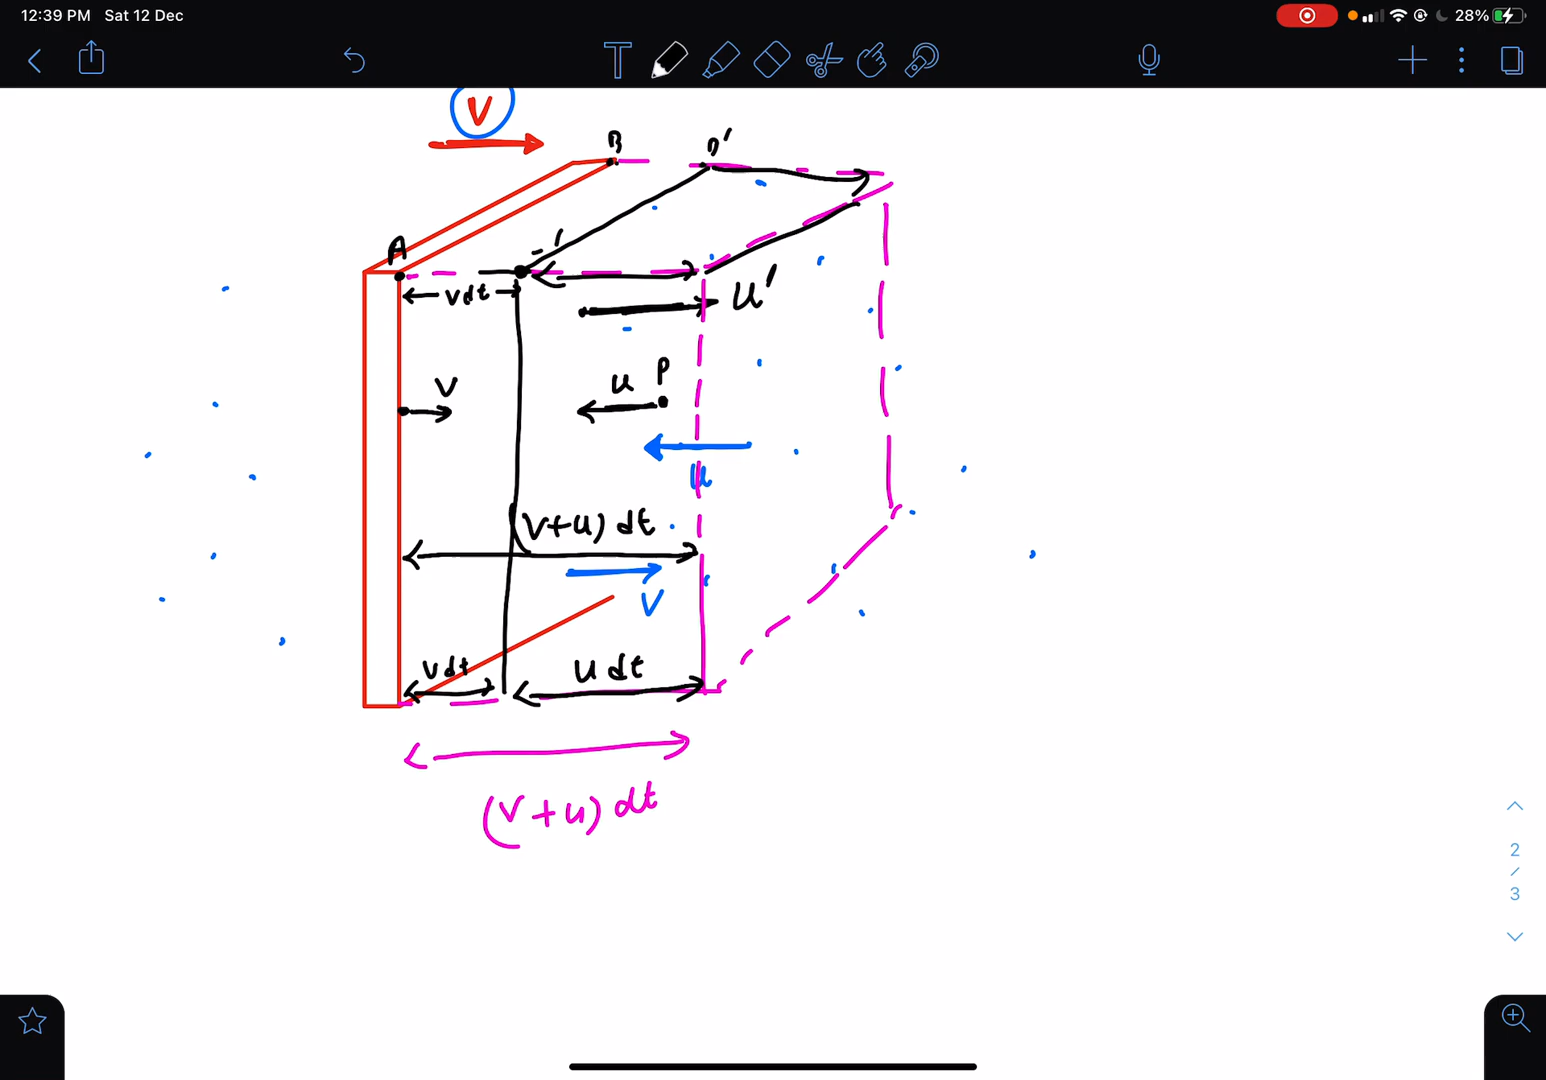 12:39 PM Sat 12 Dec
28%
T
V
B
B'
A
vdt
u'
V
u P
u
(V+u) dt
V
Vdt
u dt
(V+u) dt
2
/
3